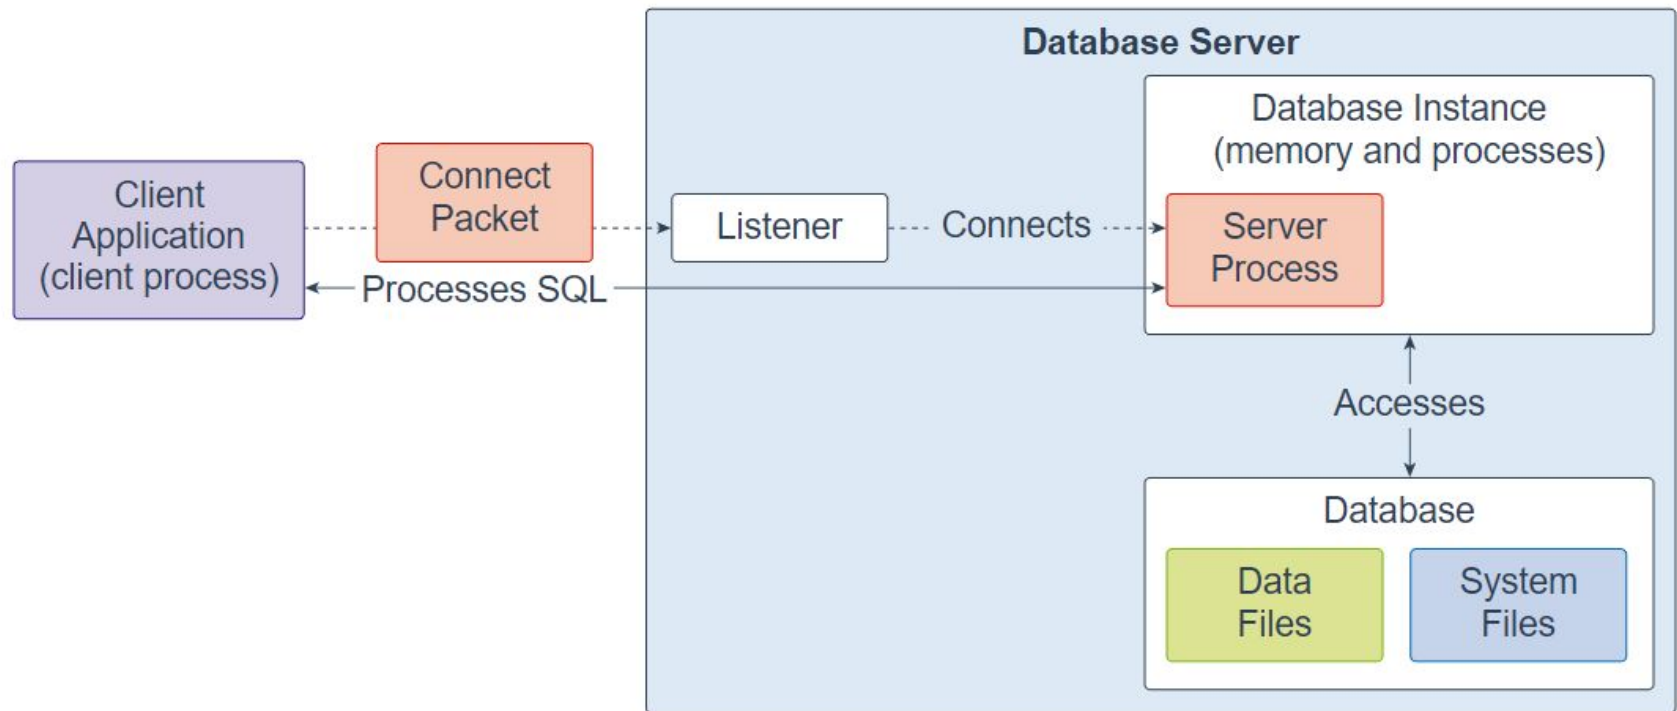 Database Server
Database Instance
(memory and processes)
Client
Application
(client process)
Connect
Packet
Listener
Connects
Server
Process
Processes SQL
Accesses
Database
Data
Files
System
Files